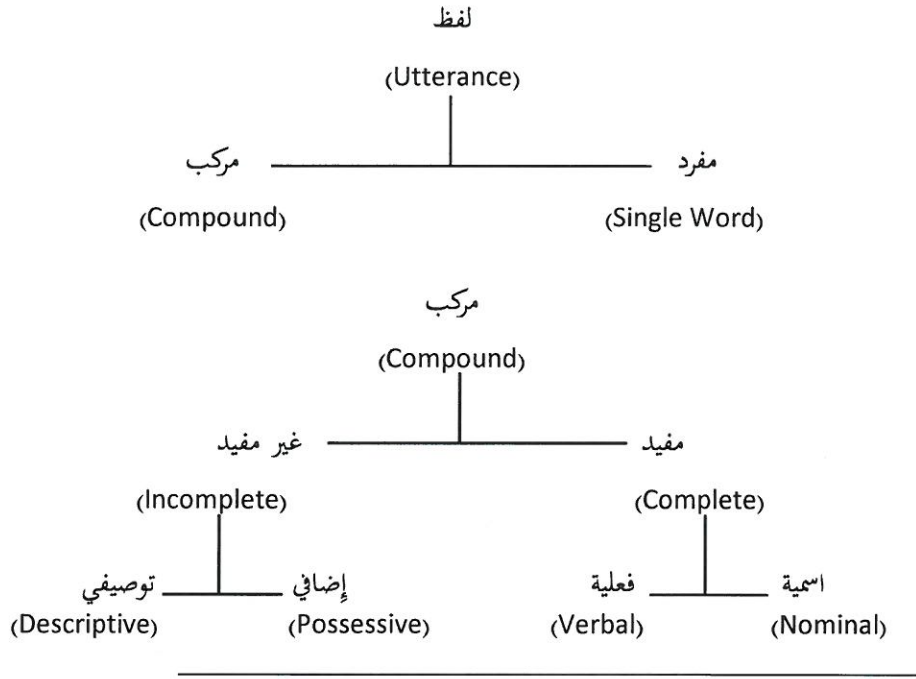 لفظ
(Utterance)
مركب مفرد
(Compound) (Single Word)
مركب
(Compound)
غير مفيد مفيد
(Incomplete) (Complete)
توصيفي إِضافي فعلية اسمية
(Descriptive) (Possessive) (Verbal) (Nominal)